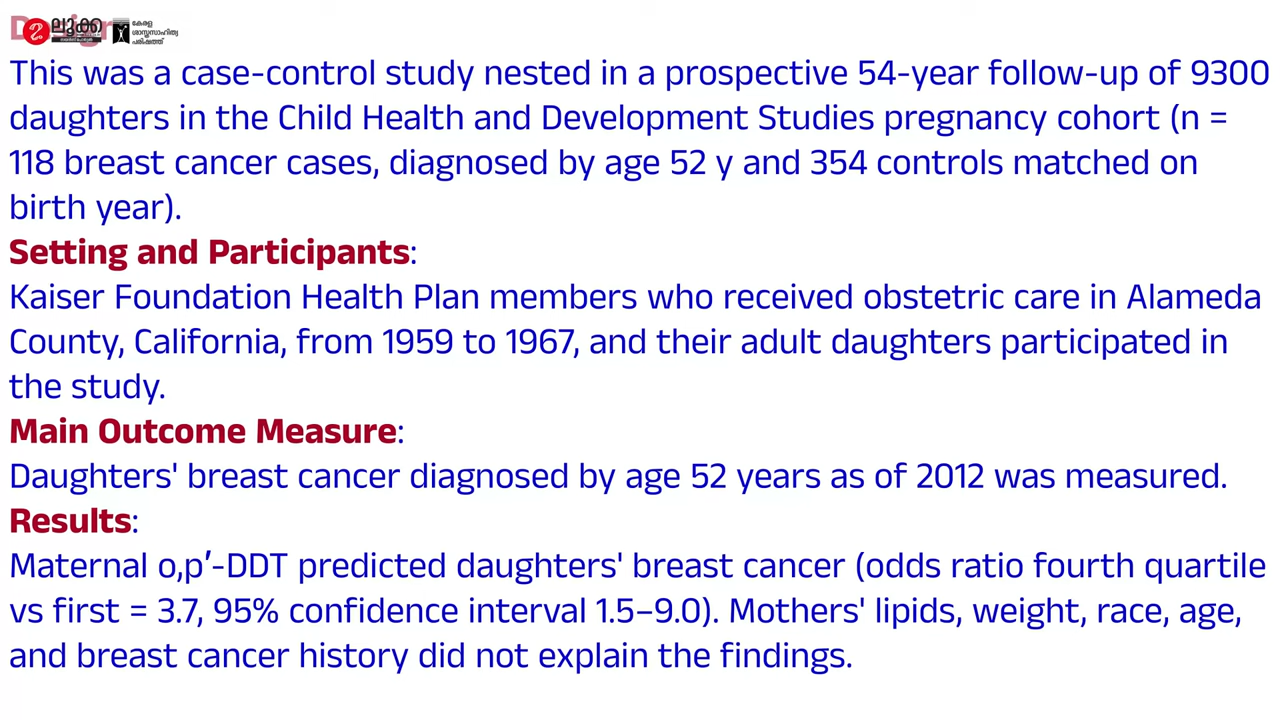 Design
ലൂക്ക
കേരള
ശാസ്ത്രസാഹിത്യ
പരിഷത്ത്
This was a case-control study nested in a prospective 54-year follow-up of 9300
daughters in the Child Health and Development Studies pregnancy cohort (n =
118 breast cancer cases, diagnosed by age 52 y and 354 controls matched on
birth year).
Setting and Participants:
Kaiser Foundation Health Plan members who received obstetric care in Alameda
County, California, from 1959 to 1967, and their adult daughters participated in
the study.
Main Outcome Measure:
Daughters' breast cancer diagnosed by age 52 years as of 2012 was measured.
Results:
Maternal o,p′-DDT predicted daughters' breast cancer (odds ratio fourth quartile
vs first = 3.7, 95% confidence interval 1.5–9.0). Mothers' lipids, weight, race, age,
and breast cancer history did not explain the findings.